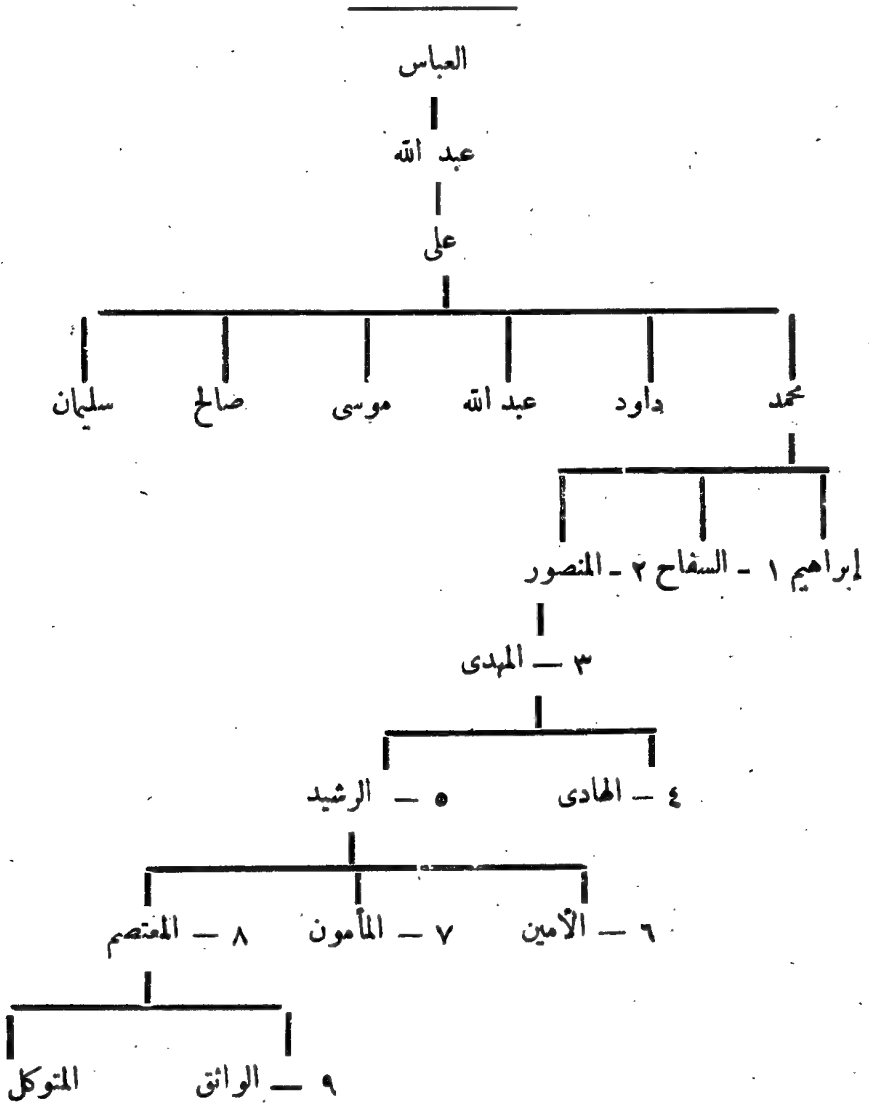 العباس
عبد الله
على
محمد داود عبد الله موسى صالح سليمان
إبراهيم ١ - السفاح ٢ - المنصور
٣ — المهدى
٤ — الهادى ٥ — الرشيد
٦ — الأمين ٧ — المأمون ٨ — المعتصم
٩ — الواثق المتوكل